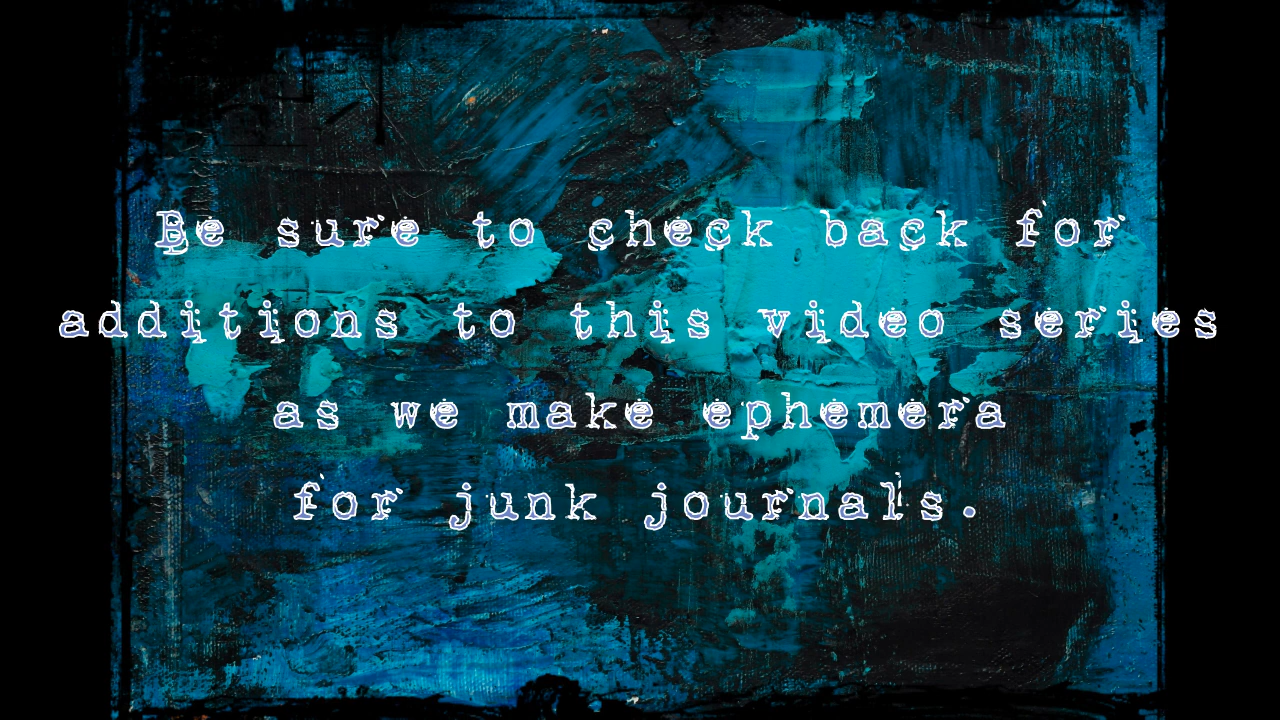 Be sure to check back for
additions to this video series
as we make ephemera
for junk journals.